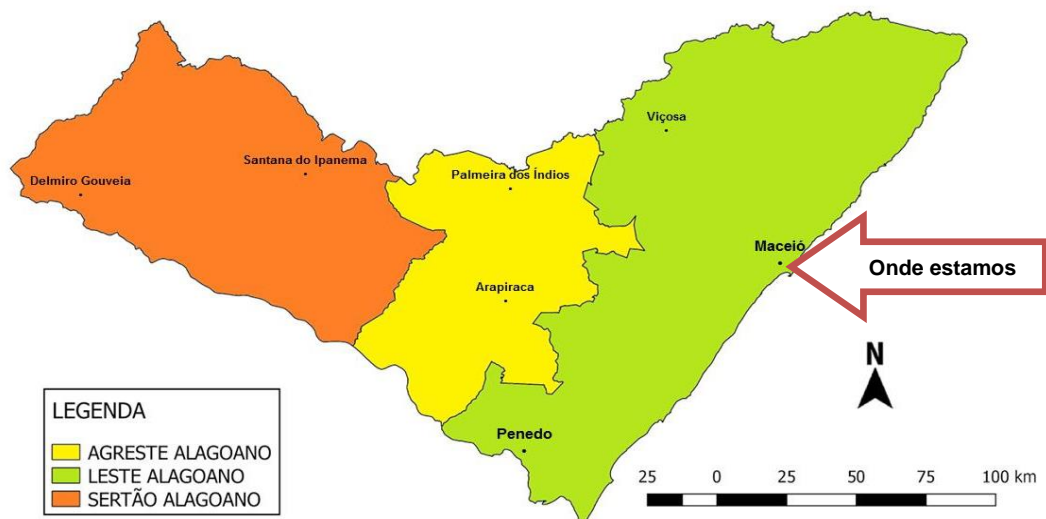 Viçosa
Santana do Ipanema
Palmeira dos Índios
Delmiro Gouveia
Maceió
Onde estamos
Arapiraca
N
LEGENDA
AGRESTE ALAGOANO
LESTE ALAGOANO
SERTÃO ALAGOANO
Penedo
25 0 25 50 75 100 km